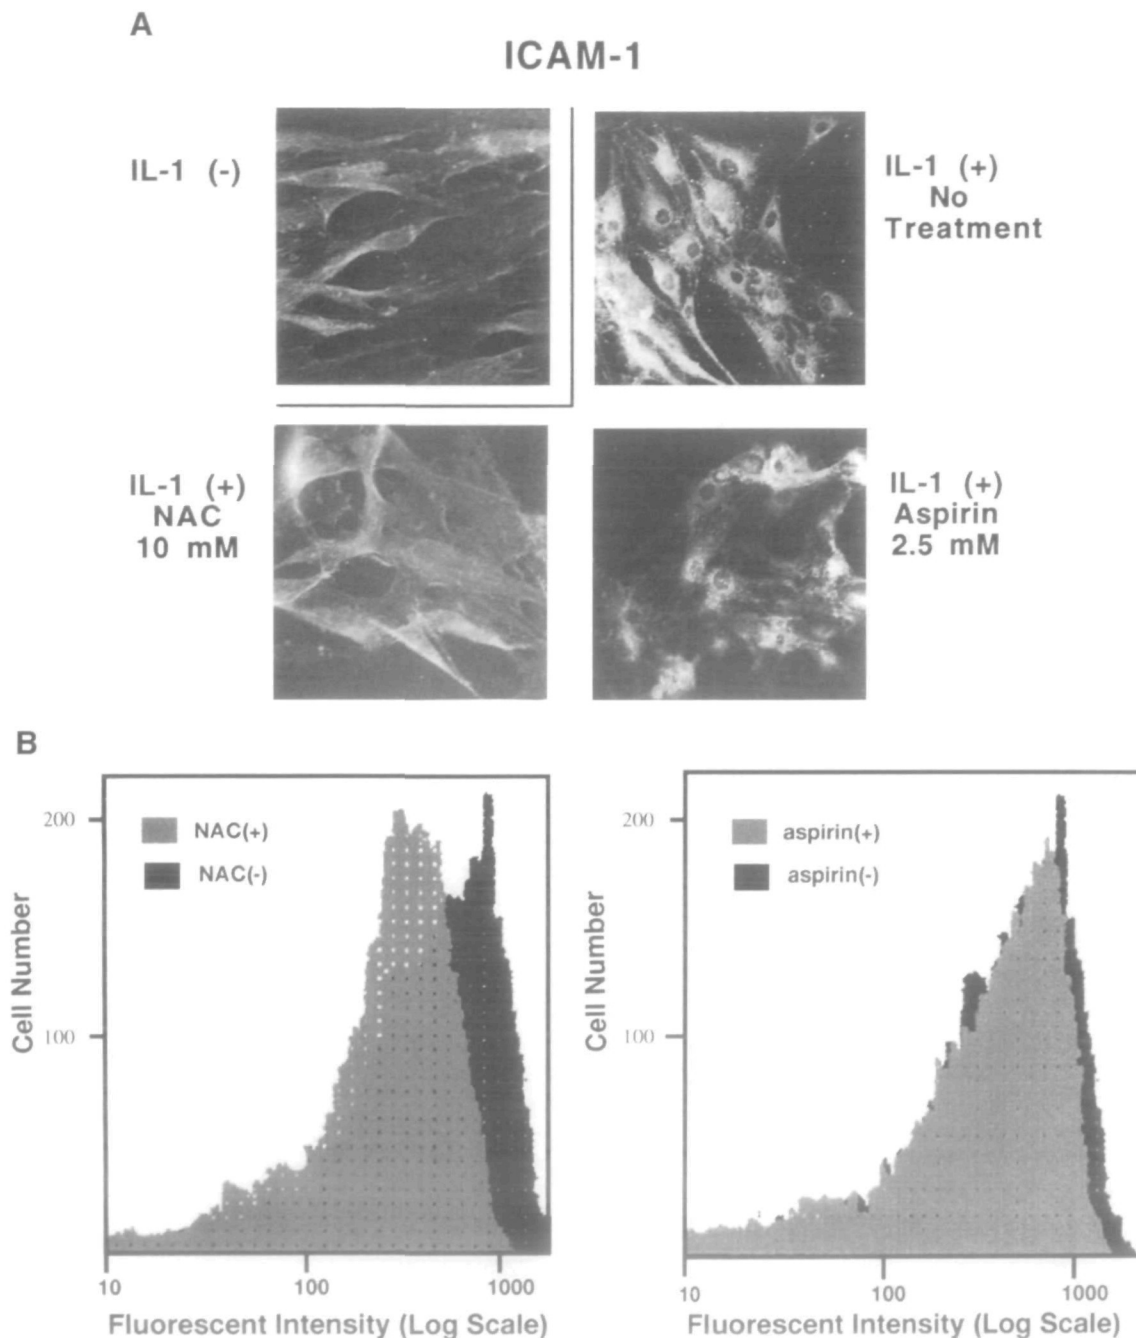 A
ICAM-1
IL-1 (-)
IL-1 (+)
No
Treatment
IL-1 (+)
NAC
10 mM
IL-1 (+)
Aspirin
2.5 mM
B
NAC(+)
NAC(-)
200
100
Cell Number
10 100 1000
Fluorescent Intensity (Log Scale)
aspirin(+)
aspirin(-)
200
100
Cell Number
10 100 1000
Fluorescent Intensity (Log Scale)